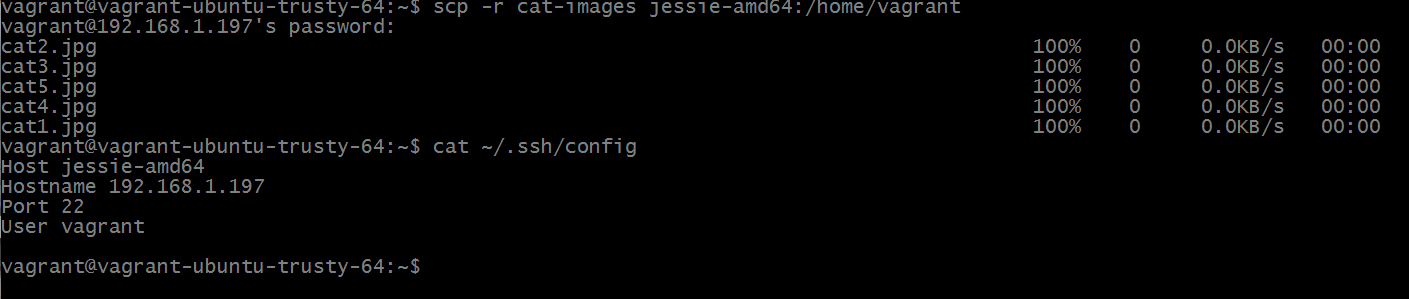 vagrant@vagrant-ubuntu-trusty-64:~$ scp -r cat-images jessie-amd64:/home/vagrant
vagrant@192.168.1.197's password:
cat2.jpg 100% 0 0.0KB/s 00:00
cat3.jpg 100% 0 0.0KB/s 00:00
cat5.jpg 100% 0 0.0KB/s 00:00
cat4.jpg 100% 0 0.0KB/s 00:00
cat1.jpg 100% 0 0.0KB/s 00:00
vagrant@vagrant-ubuntu-trusty-64:~$ cat ~/.ssh/config
Host jessie-amd64
Hostname 192.168.1.197
Port 22
User vagrant
vagrant@vagrant-ubuntu-trusty-64:~$